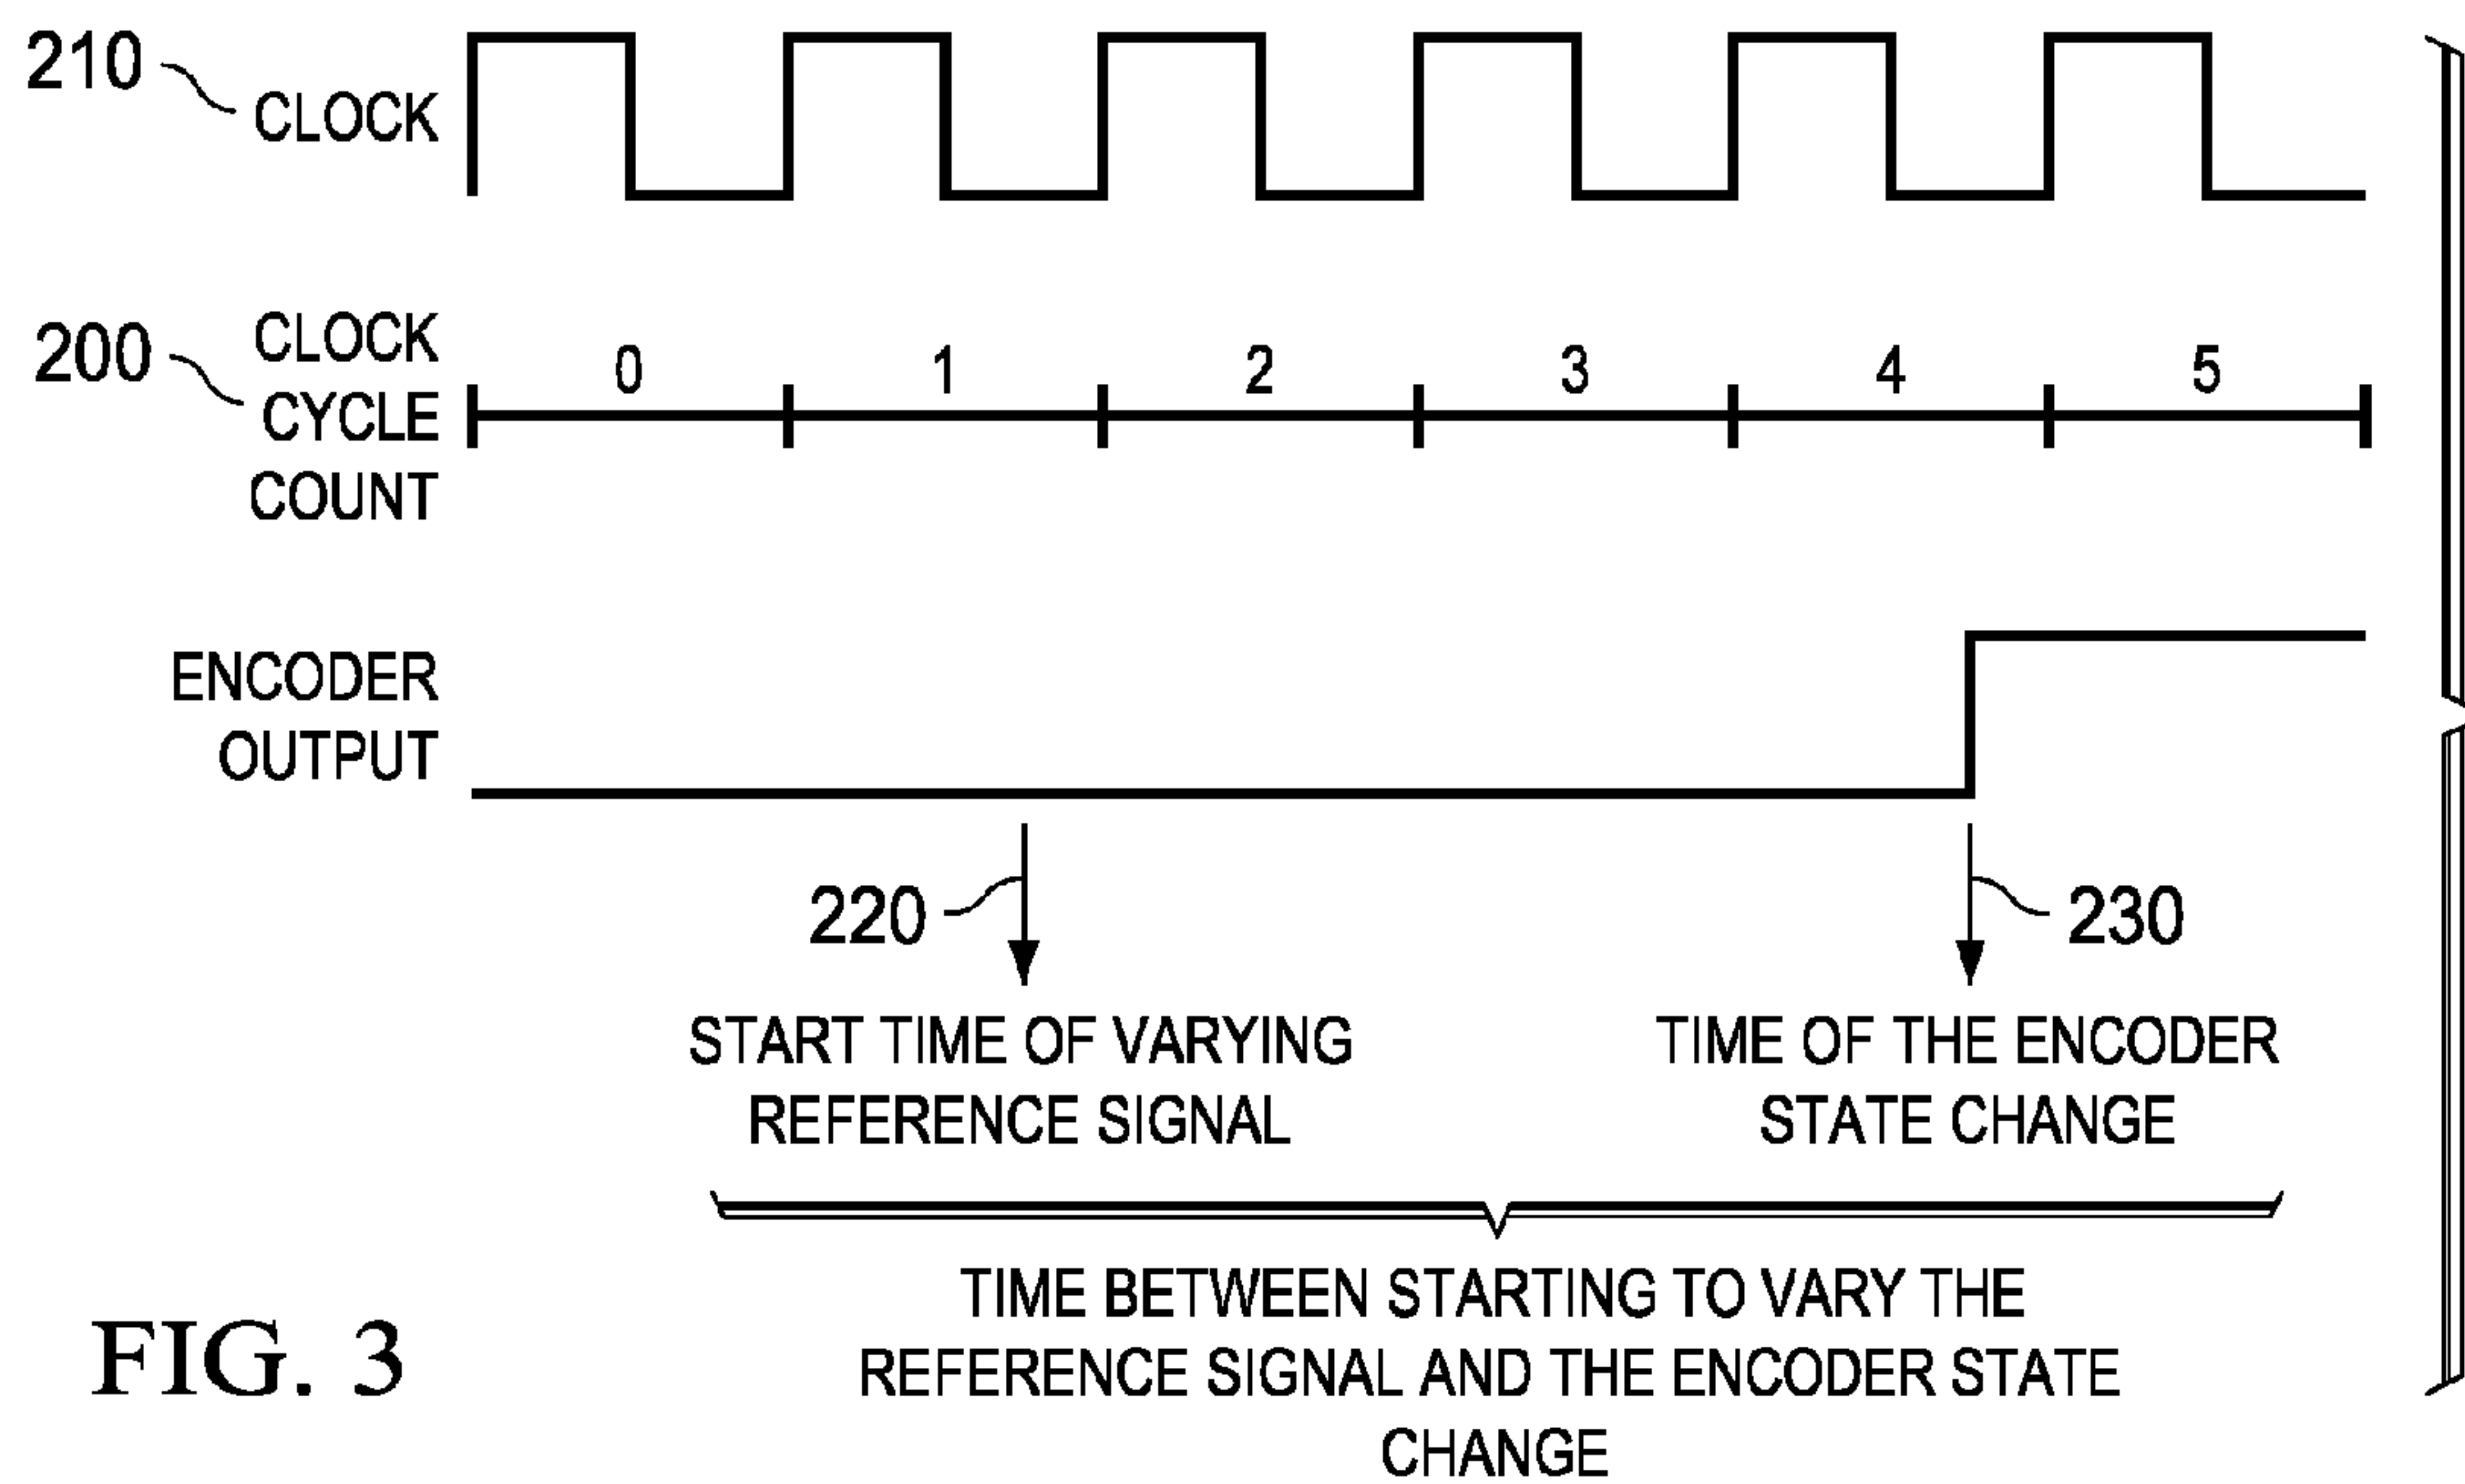 210
CLOCK
200
CLOCK
CYCLE
COUNT
0 1 2 3 4 5
ENCODER
OUTPUT
220
230
START TIME OF VARYING
REFERENCE SIGNAL
TIME OF THE ENCODER
STATE CHANGE
TIME BETWEEN STARTING TO VARY THE
REFERENCE SIGNAL AND THE ENCODER STATE
CHANGE
FIG. 3